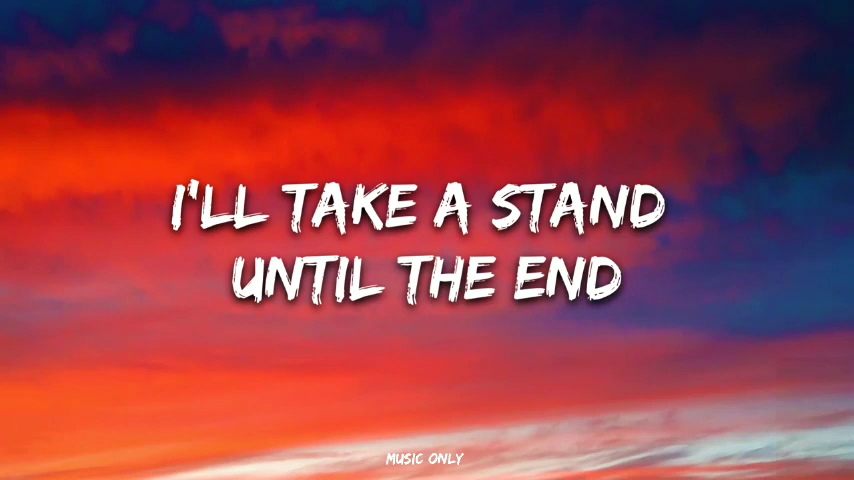 I'LL TAKE A STAND
UNTIL THE END
MUSIC ONLY